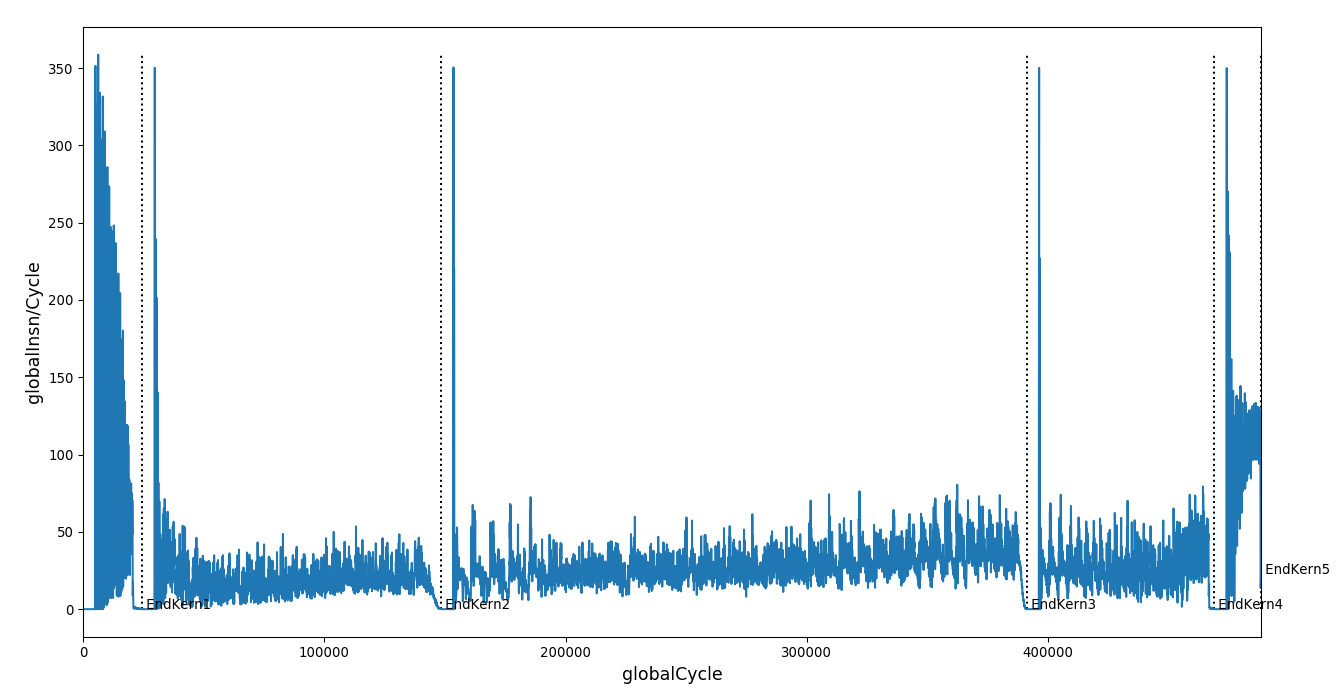 globalInsn/Cycle
350
300
250
200
150
100
50
0
EndKern1
EndKern2
EndKern3
EndKern4
EndKern5
0
100000
200000
300000
400000
globalCycle